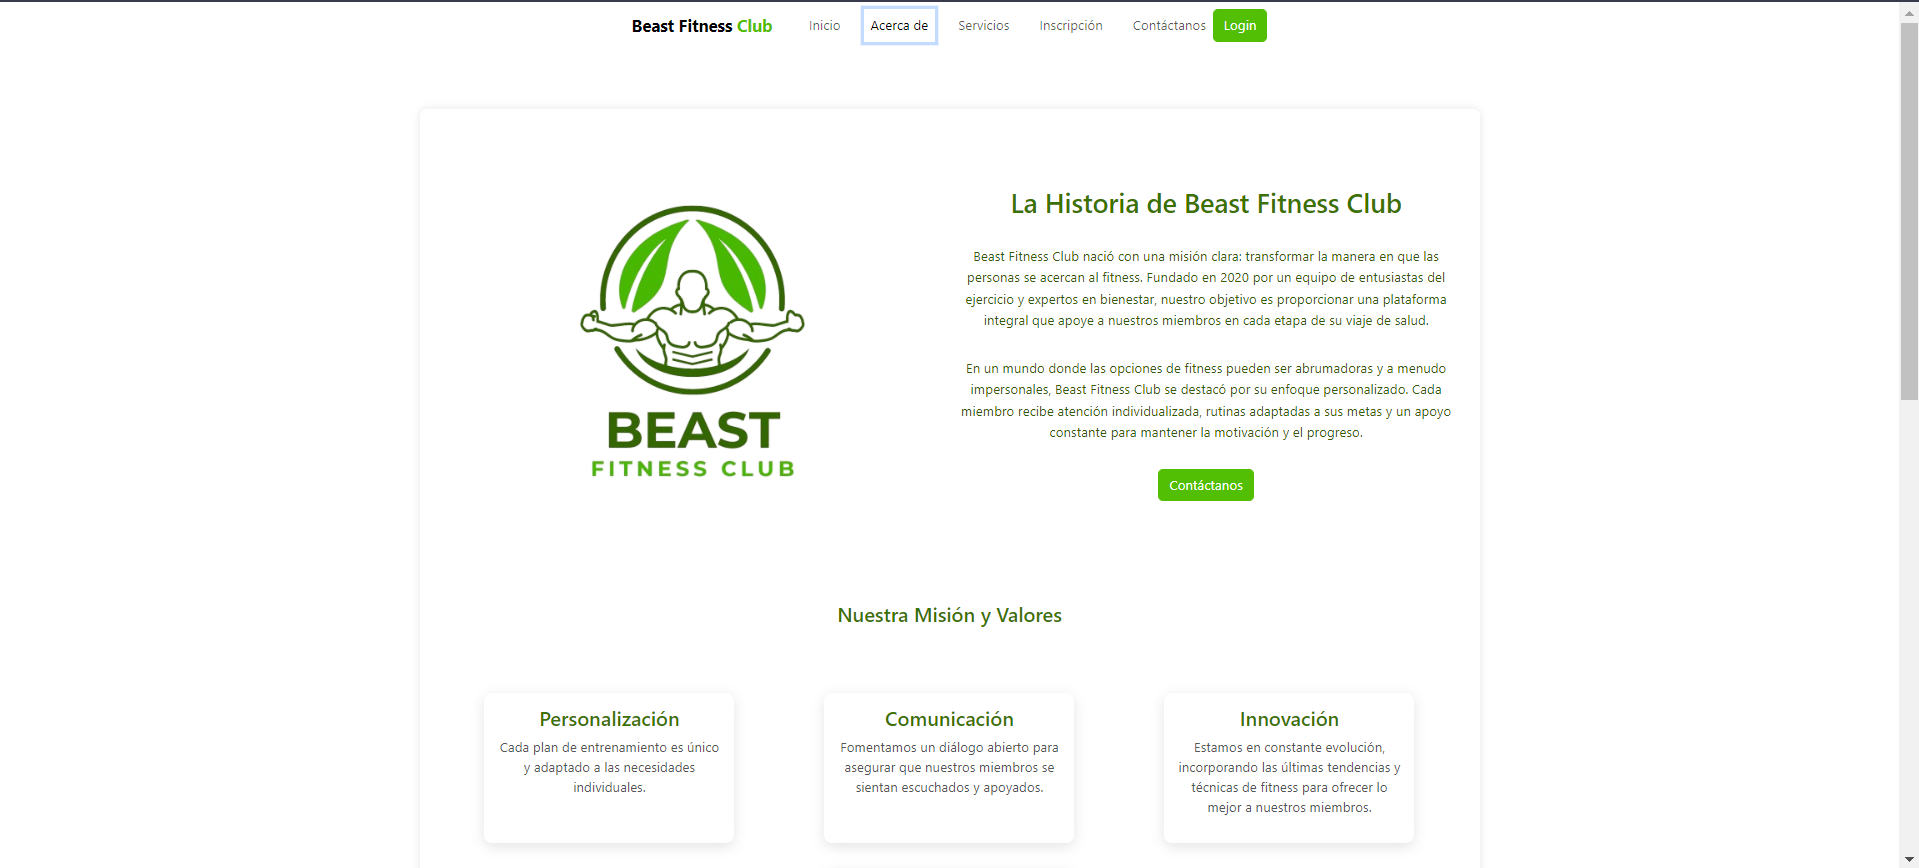 Beast Fitness Club Inicio Acerca de Servicios Inscripción Contáctanos Login
BEAST
FITNESS CLUB
La Historia de Beast Fitness Club
Beast Fitness Club nació con una misión clara: transformar la manera en que las
personas se acercan al fitness. Fundado en 2020 por un equipo de entusiastas del
ejercicio y expertos en bienestar, nuestro objetivo es proporcionar una plataforma
integral que apoye a nuestros miembros en cada etapa de su viaje de salud.
En un mundo donde las opciones de fitness pueden ser abrumadoras y a menudo
impersonales, Beast Fitness Club se destacó por su enfoque personalizado. Cada
miembro recibe atención individualizada, rutinas adaptadas a sus metas y un apoyo
constante para mantener la motivación y el progreso.
Contáctanos
Nuestra Misión y Valores
Personalización
Cada plan de entrenamiento es único
y adaptado a las necesidades
individuales.
Comunicación
Fomentamos un diálogo abierto para
asegurar que nuestros miembros se
sientan escuchados y apoyados.
Innovación
Estamos en constante evolución,
incorporando las últimas tendencias y
técnicas de fitness para ofrecer lo
mejor a nuestros miembros.